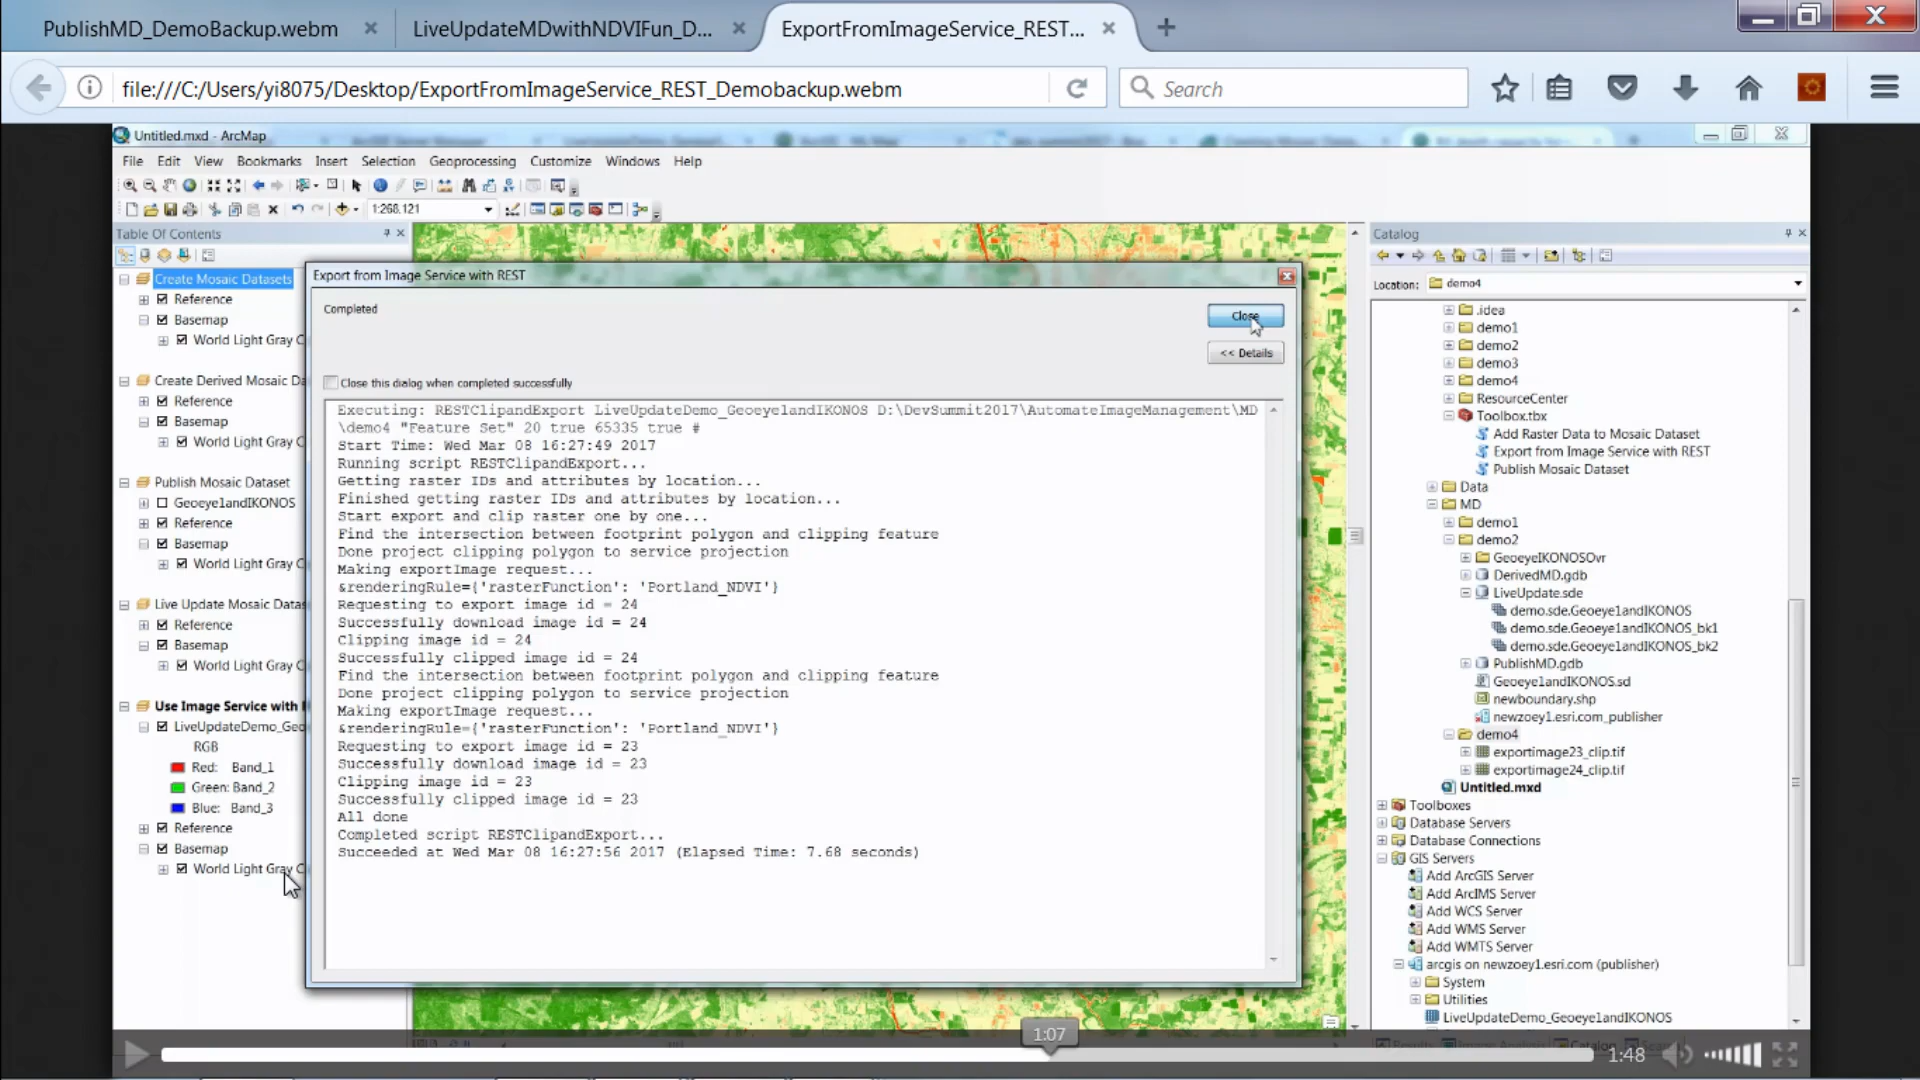 PublishMD_DemoBackup.webm
LiveUpdateMDwithNDVIFun_D...
ExportFromImageService_REST...
file:///C:/Users/yi8075/Desktop/ExportFromImageService_REST_Demobackup.webm
Search
Untitled.mxd - ArcMap
File Edit View Bookmarks Insert Selection Geoprocessing Customize Windows Help
1:268,121
Table Of Contents
Create Mosaic Datasets
Reference
Basemap
World Light Gray C
Create Derived Mosaic Da
Reference
Basemap
World Light Gray C
Publish Mosaic Dataset
Geoeye1andIKONOS
Reference
Basemap
World Light Gray C
Live Update Mosaic Datas
Reference
Basemap
World Light Gray C
Use Image Service with
LiveUpdateDemo_Geo
RGB
Red: Band_1
Green: Band_2
Blue: Band_3
Reference
Basemap
World Light Gray C
Export from Image Service with REST
Completed
Close
<< Details
Close this dialog when completed successfully
Executing: RESTClipandExport LiveUpdateDemo_Geoeye1andIKONOS D:\DevSummit2017\AutomateImageManagement\MD
\demo4 "Feature Set" 20 true 65335 true #
Start Time: Wed Mar 08 16:27:49 2017
Running script RESTClipandExport...
Getting raster IDs and attributes by location...
Finished getting raster IDs and attributes by location...
Start export and clip raster one by one...
Find the intersection between footprint polygon and clipping feature
Done project clipping polygon to service projection
Making exportImage request...
&renderingRule={'rasterFunction': 'Portland_NDVI'}
Requesting to export image id = 24
Successfully download image id = 24
Clipping image id = 24
Successfully clipped image id = 24
Find the intersection between footprint polygon and clipping feature
Done project clipping polygon to service projection
Making exportImage request...
&renderingRule={'rasterFunction': 'Portland_NDVI'}
Requesting to export image id = 23
Successfully download image id = 23
Clipping image id = 23
Successfully clipped image id = 23
All done
Completed script RESTClipandExport...
Succeeded at Wed Mar 08 16:27:56 2017 (Elapsed Time: 7.68 seconds)
Catalog
Location: demo4
.idea
demo1
demo2
demo3
demo4
ResourceCenter
Toolbox.tbx
Add Raster Data to Mosaic Dataset
Export from Image Service with REST
Publish Mosaic Dataset
Data
MD
demo1
demo2
GeoeyeIKONOSOvr
DerivedMD.gdb
LiveUpdate.sde
demo.sde.Geoeye1andIKONOS
demo.sde.Geoeye1andIKONOS_bk1
demo.sde.Geoeye1andIKONOS_bk2
PublishMD.gdb
Geoeye1andIKONOS.sd
newboundary.shp
newzoey1.esri.com_publisher
demo4
exportimage23_clip.tif
exportimage24_clip.tif
Untitled.mxd
Toolboxes
Database Servers
Database Connections
GIS Servers
Add ArcGIS Server
Add ArcIMS Server
Add WCS Server
Add WMS Server
Add WMTS Server
arcgis on newzoey1.esri.com (publisher)
System
Utilities
LiveUpdateDemo_Geoeye1andIKONOS
1:07
1:48